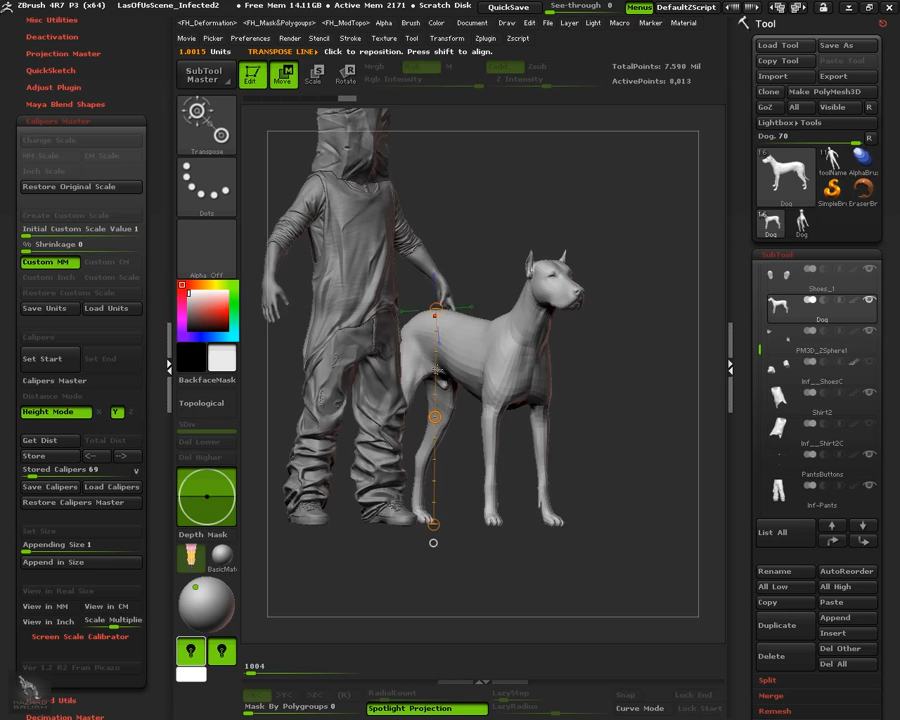 ZBrush 4R7 P3 (x64) LasOfUsScene_Infected2 • Free Mem 14.11GB • Active Mem 2171 • Scratch Disk QuickSave See-through 0 Menus DefaultZScript
<FH_Deformation> <FH_Mask&Polygoups> <FH_ModTopo> Alpha Brush Color Document Draw Edit File Layer Light Macro Marker Material
Movie Picker Preferences Render Stencil Stroke Texture Tool Transform Zplugin Zscript
1.0015 Units TRANSPOSE LINE▸ Click to reposition. Press shift to align.
Misc Utilities
Deactivation
Projection Master
QuickSketch
Adjust Plugin
Maya Blend Shapes
Calipers Master
Change Scale
MM Scale CM Scale
Inch Scale
Restore Original Scale
Create Custom Scale
Initial Custom Scale Value 1
% Shrinkage 0
Custom MM Custom CM
Custom Inch Custom Scale
Restore Custom Scale
Save Units Load Units
Calipers
Set Start Set End
Calipers Master
Distance Mode
Height Mode X Y Z
Get Dist Total Dist
Store <-- -->
Stored Calipers 69 v
Save Calipers Load Calipers
Restore Calipers Master
Set Size
Appending Size 1
Append in Size
View in Real Size
View in MM View in CM
View in Inch Scale Multiplie
Screen Scale Calibrator
Ver 1.2 R2 Fran Picazo
d Utils
Decimation Master
SubTool
Master
Edit
Move
Scale
Rotate
Mrgb Rgb M
Rgb Intensity
Zadd Zsub
Z Intensity
TotalPoints: 7.590 Mil
ActivePoints: 8,013
Transpose
Dots
Alpha Off
BackfaceMask
Topological
SDiv
Del Lower
Del Higher
Depth Mask
BasicMat
1004
>X< >Y< >Z< (R) RadialCount
Mask By Polygroups 0
Spotlight Projection
LazyStep
LazyRadius
Snap Lock End
Curve Mode Lock Start
Tool
Load Tool Save As
Copy Tool Paste Tool
Import Export
Clone Make PolyMesh3D
GoZ All Visible R
Lightbox▸Tools
Dog. 70 R
16
Dog
toolName AlphaBrus
SimpleBru EraserBr
16
Dog Dog
SubTool
Shoes_1
Dog
PM3D_ZSphere1
Inf__ShoesC
Shirt2
Inf__Shirt2C
PantsButtons
Inf-Pants
List All
Rename AutoReorder
All Low All High
Copy Paste
Duplicate Append
Insert
Delete Del Other
Del All
Split
Merge
Remesh